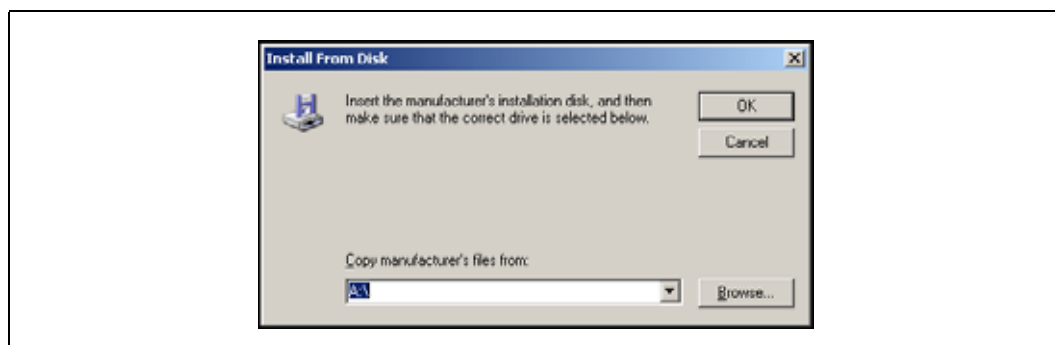 Install From Disk
Insert the manufacturer's installation disk, and then
make sure that the correct drive is selected below.
OK
Cancel
Copy manufacturer's files from:
A:\
Browse...